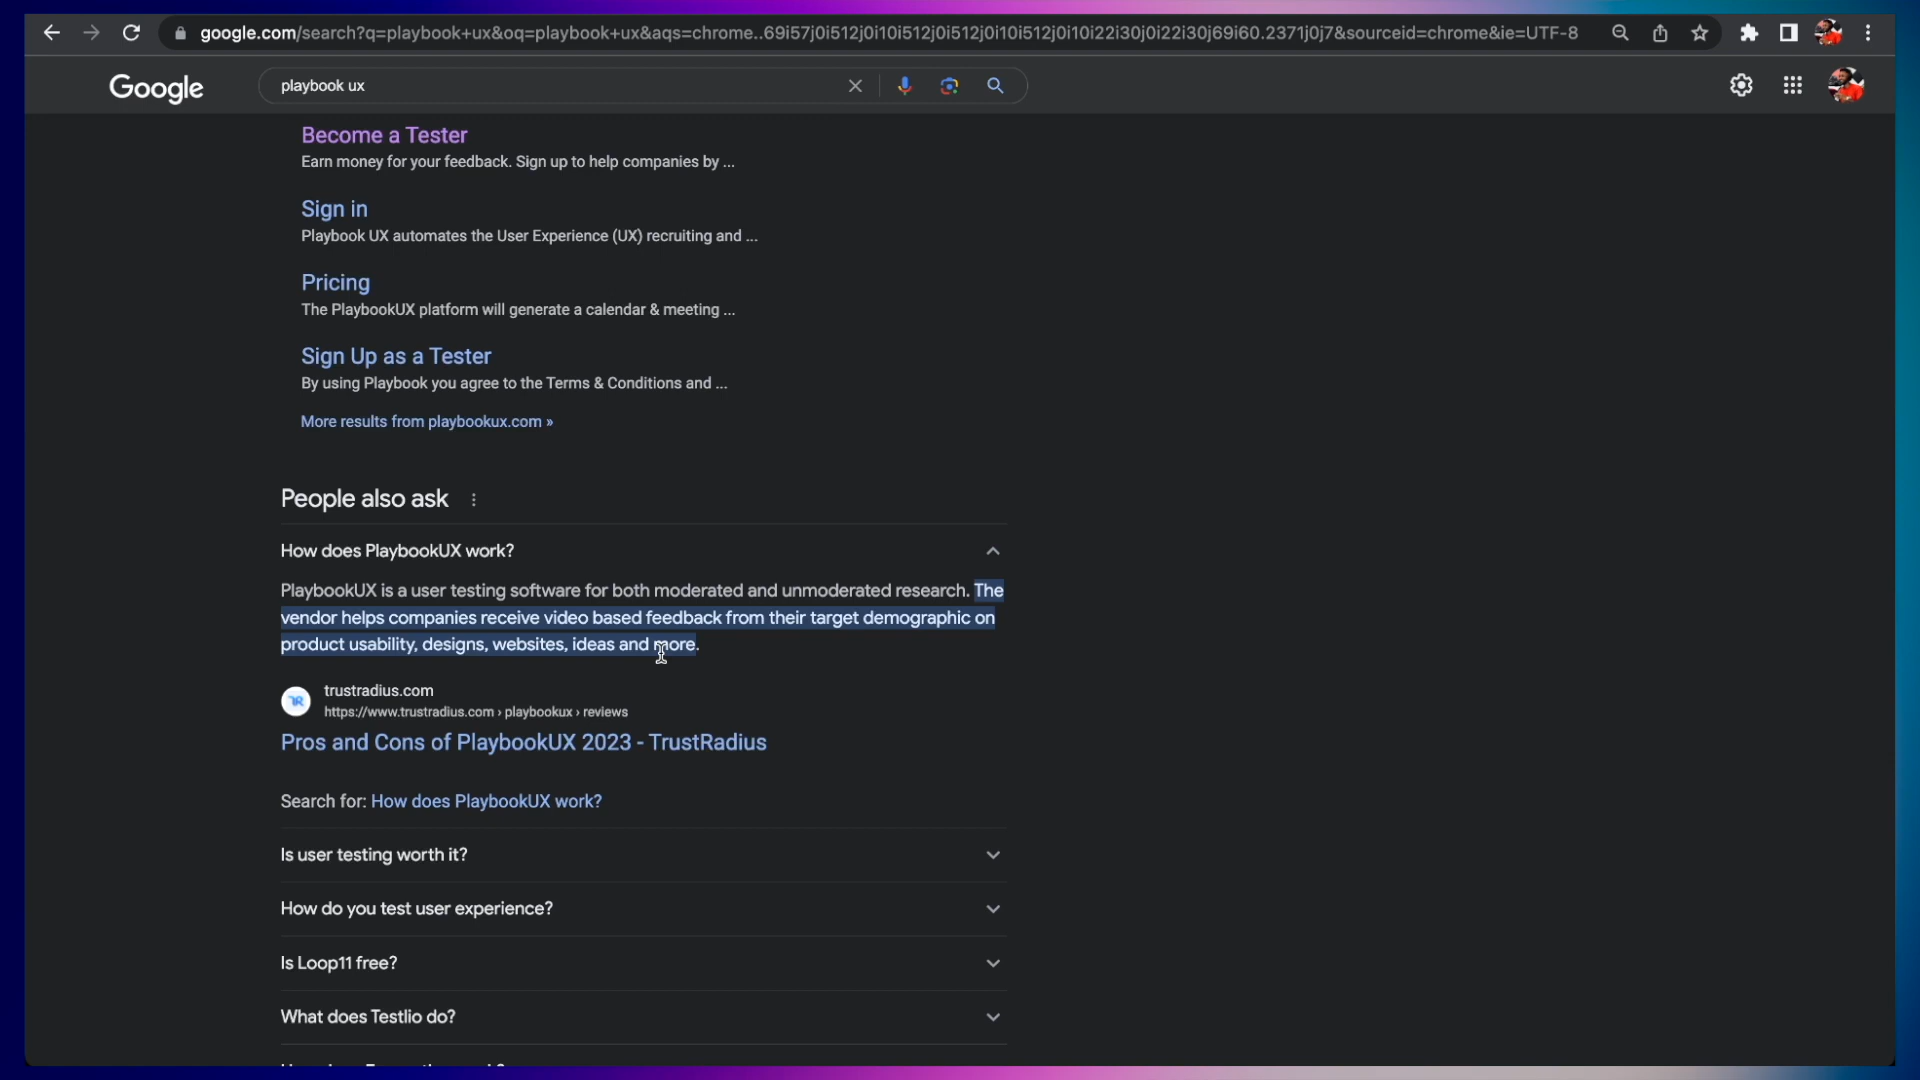 google.com/search?q=playbook+ux&oq=playbook+ux&aqs=chrome..69i57j0i512j0i10i512j0i512j0i10i512j0i10i22i30j0i22i30j69i60.2371j0j7&sourceid=chrome&ie=UTF-8
Google
playbook ux
Become a Tester
Earn money for your feedback. Sign up to help companies by ...
Sign in
Playbook UX automates the User Experience (UX) recruiting and ...
Pricing
The PlaybookUX platform will generate a calendar & meeting ...
Sign Up as a Tester
By using Playbook you agree to the Terms & Conditions and ...
More results from playbookux.com »
People also ask
How does PlaybookUX work?
PlaybookUX is a user testing software for both moderated and unmoderated research. The
vendor helps companies receive video based feedback from their target demographic on
product usability, designs, websites, ideas and more.
TR
trustradius.com
https://www.trustradius.com › playbookux › reviews
Pros and Cons of PlaybookUX 2023 - TrustRadius
Search for: How does PlaybookUX work?
Is user testing worth it?
How do you test user experience?
Is Loop11 free?
What does Testlio do?